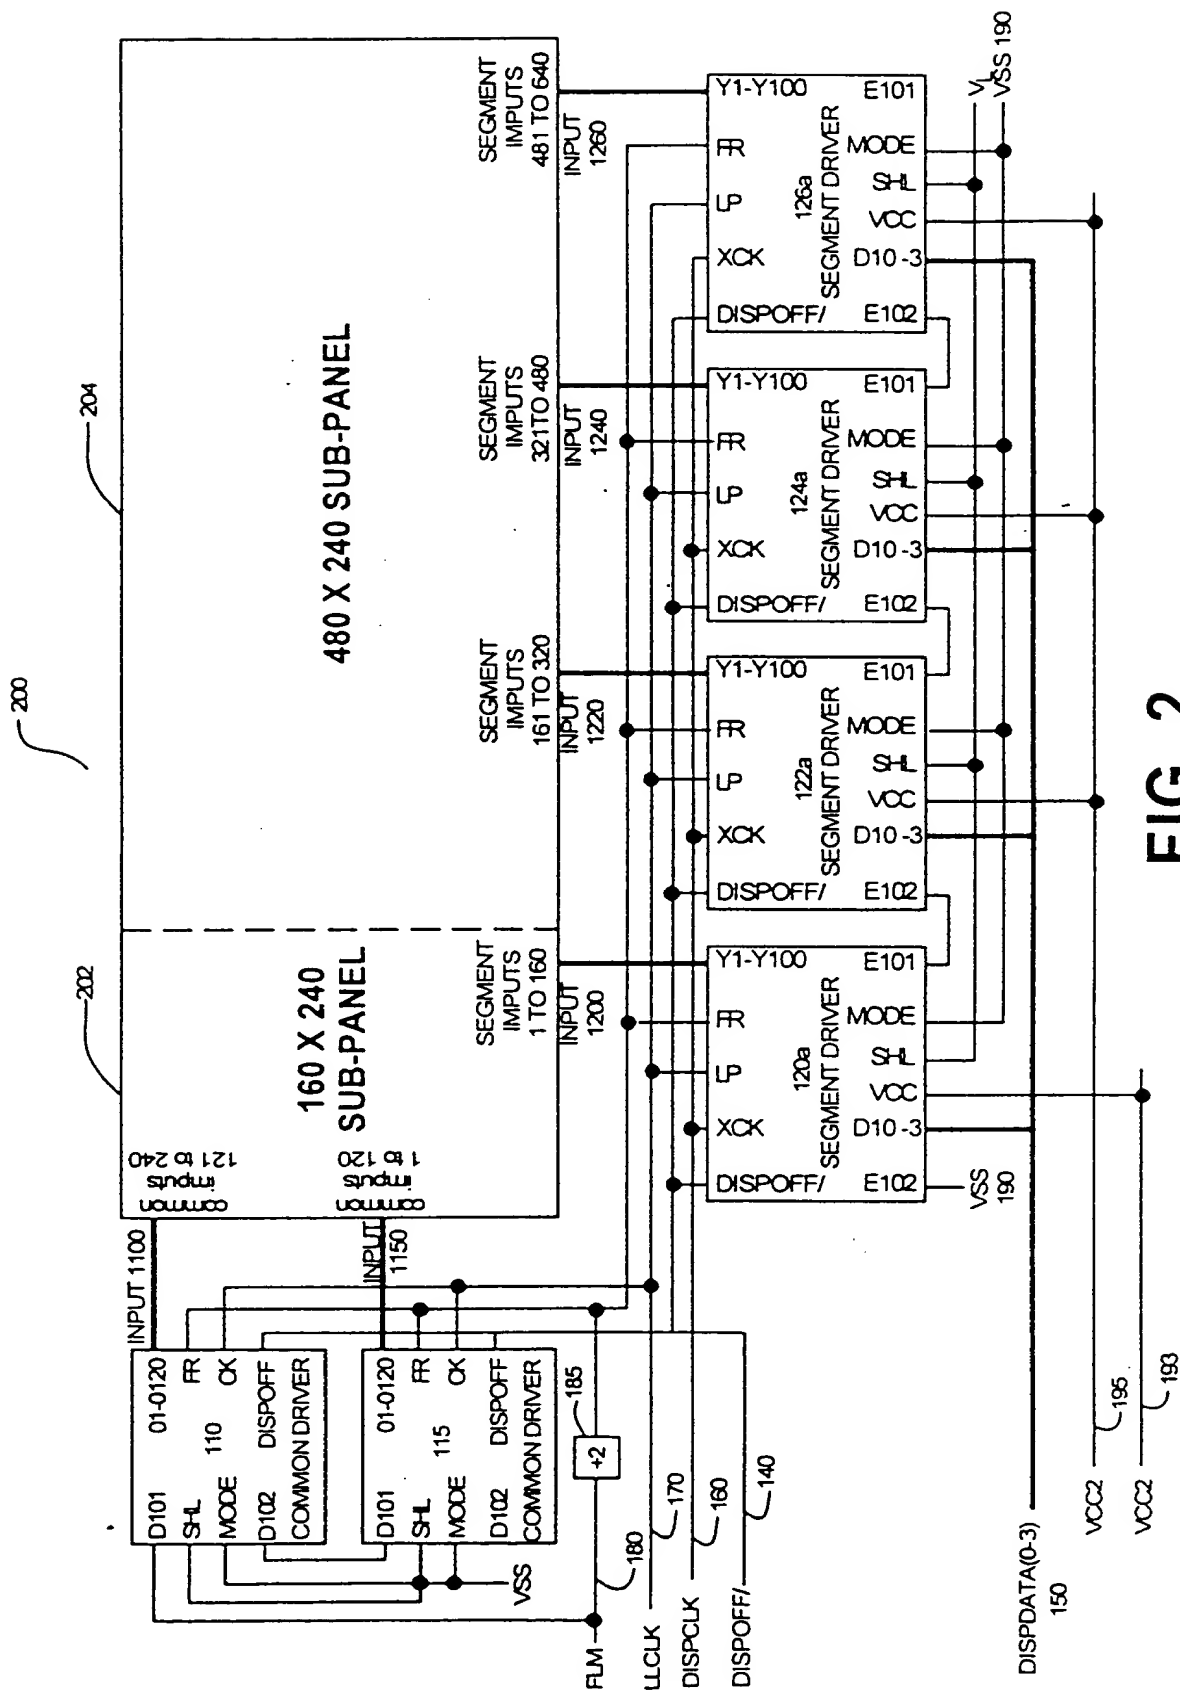 200
202
204
160 X 240
SUB-PANEL
480 X 240 SUB-PANEL
common
imputs
121 to 240
common
imputs
1 to 120
SEGMENT
IMPUTS
1 TO 160
INPUT
1200
SEGMENT
IMPUTS
161 TO 320
INPUT
1220
SEGMENT
IMPUTS
321TO 480
INPUT
1240
SEGMENT
IMPUTS
481 TO 640
INPUT
1260
INPUT 1100
INPUT
1150
D101 01-0120
SHL FR
110
MODE CK
D102 DISPOFF
COMMON DRIVER
D101 01-0120
SHL FR
115
MODE CK
D102 DISPOFF
COMMON DRIVER
VSS
185
+2
FLM
180
LLCLK
170
DISPCLK
160
DISPOFF/
140
DISPOFF/ XCK LP FR Y1-Y100
120a
SEGMENT DRIVER
E102 D10 -3 VCC SHL MODE E101
VSS
190
DISPOFF/ XCK LP FR Y1-Y100
122a
SEGMENT DRIVER
E102 D10 -3 VCC SHL MODE E101
DISPOFF/ XCK LP FR Y1-Y100
124a
SEGMENT DRIVER
E102 D10 -3 VCC SHL MODE E101
DISPOFF/ XCK LP FR Y1-Y100
126a
SEGMENT DRIVER
E102 D10 -3 VCC SHL MODE E101
VSS 190
DISPDATA(0-3)
150
VCC2
195
VCC2
193
FIG. 2